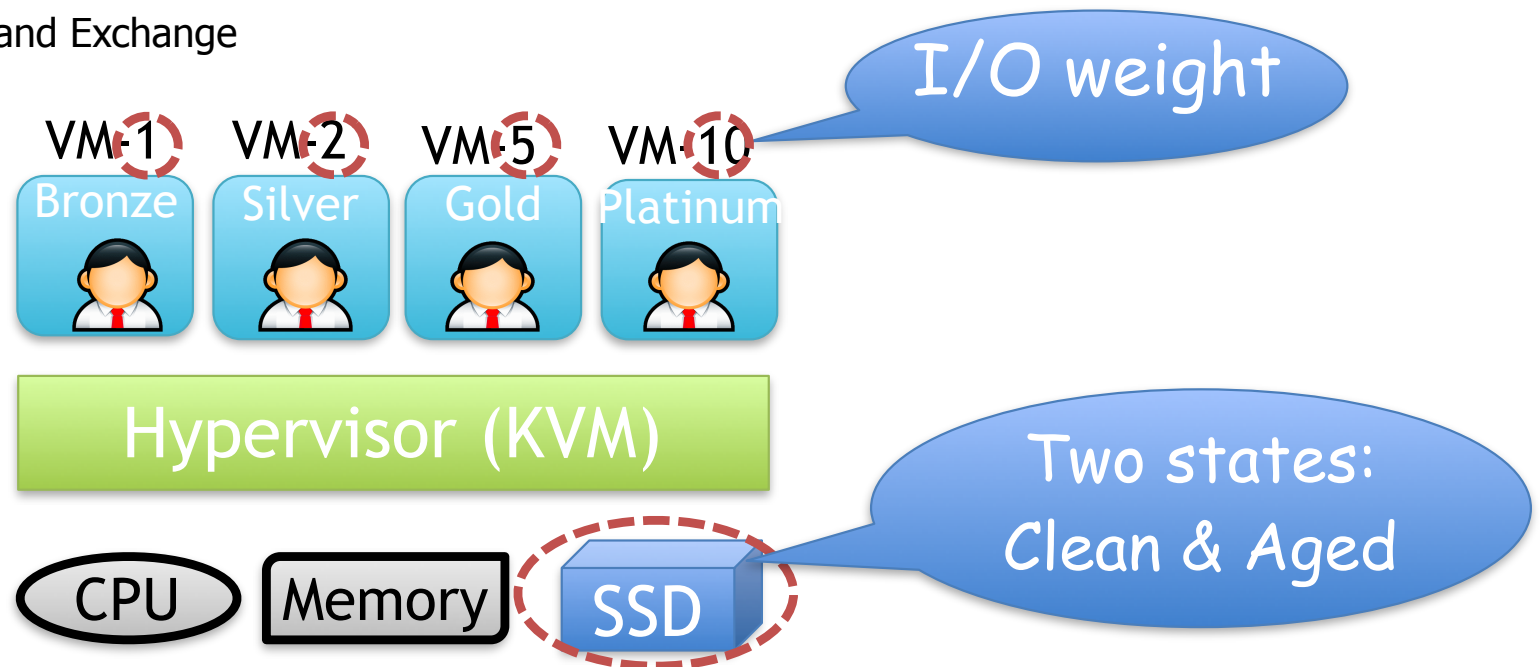 and Exchange
I/O weight
VM-1 VM-2 VM-5 VM-10
Bronze Silver Gold Platinum
Hypervisor (KVM)
Two states:
Clean & Aged
CPU Memory SSD